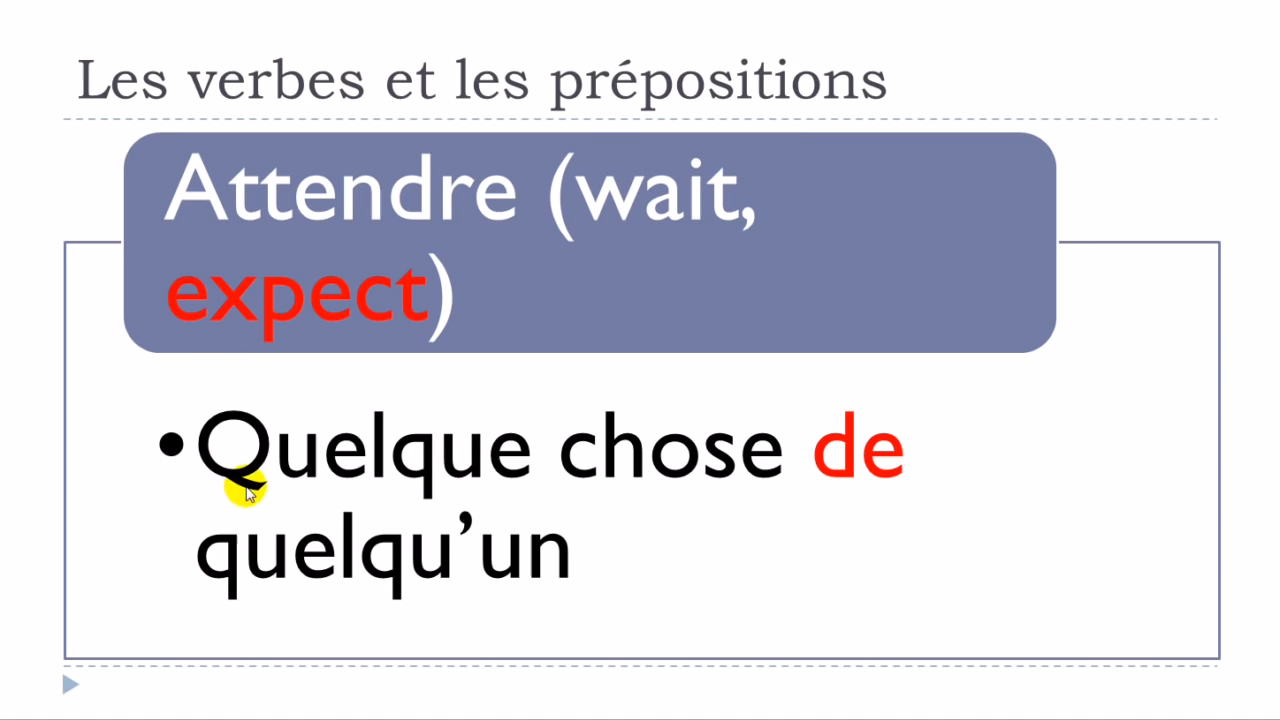 Les verbes et les prépositions
Attendre (wait,
expect)
•Quelque chose de
quelqu’un